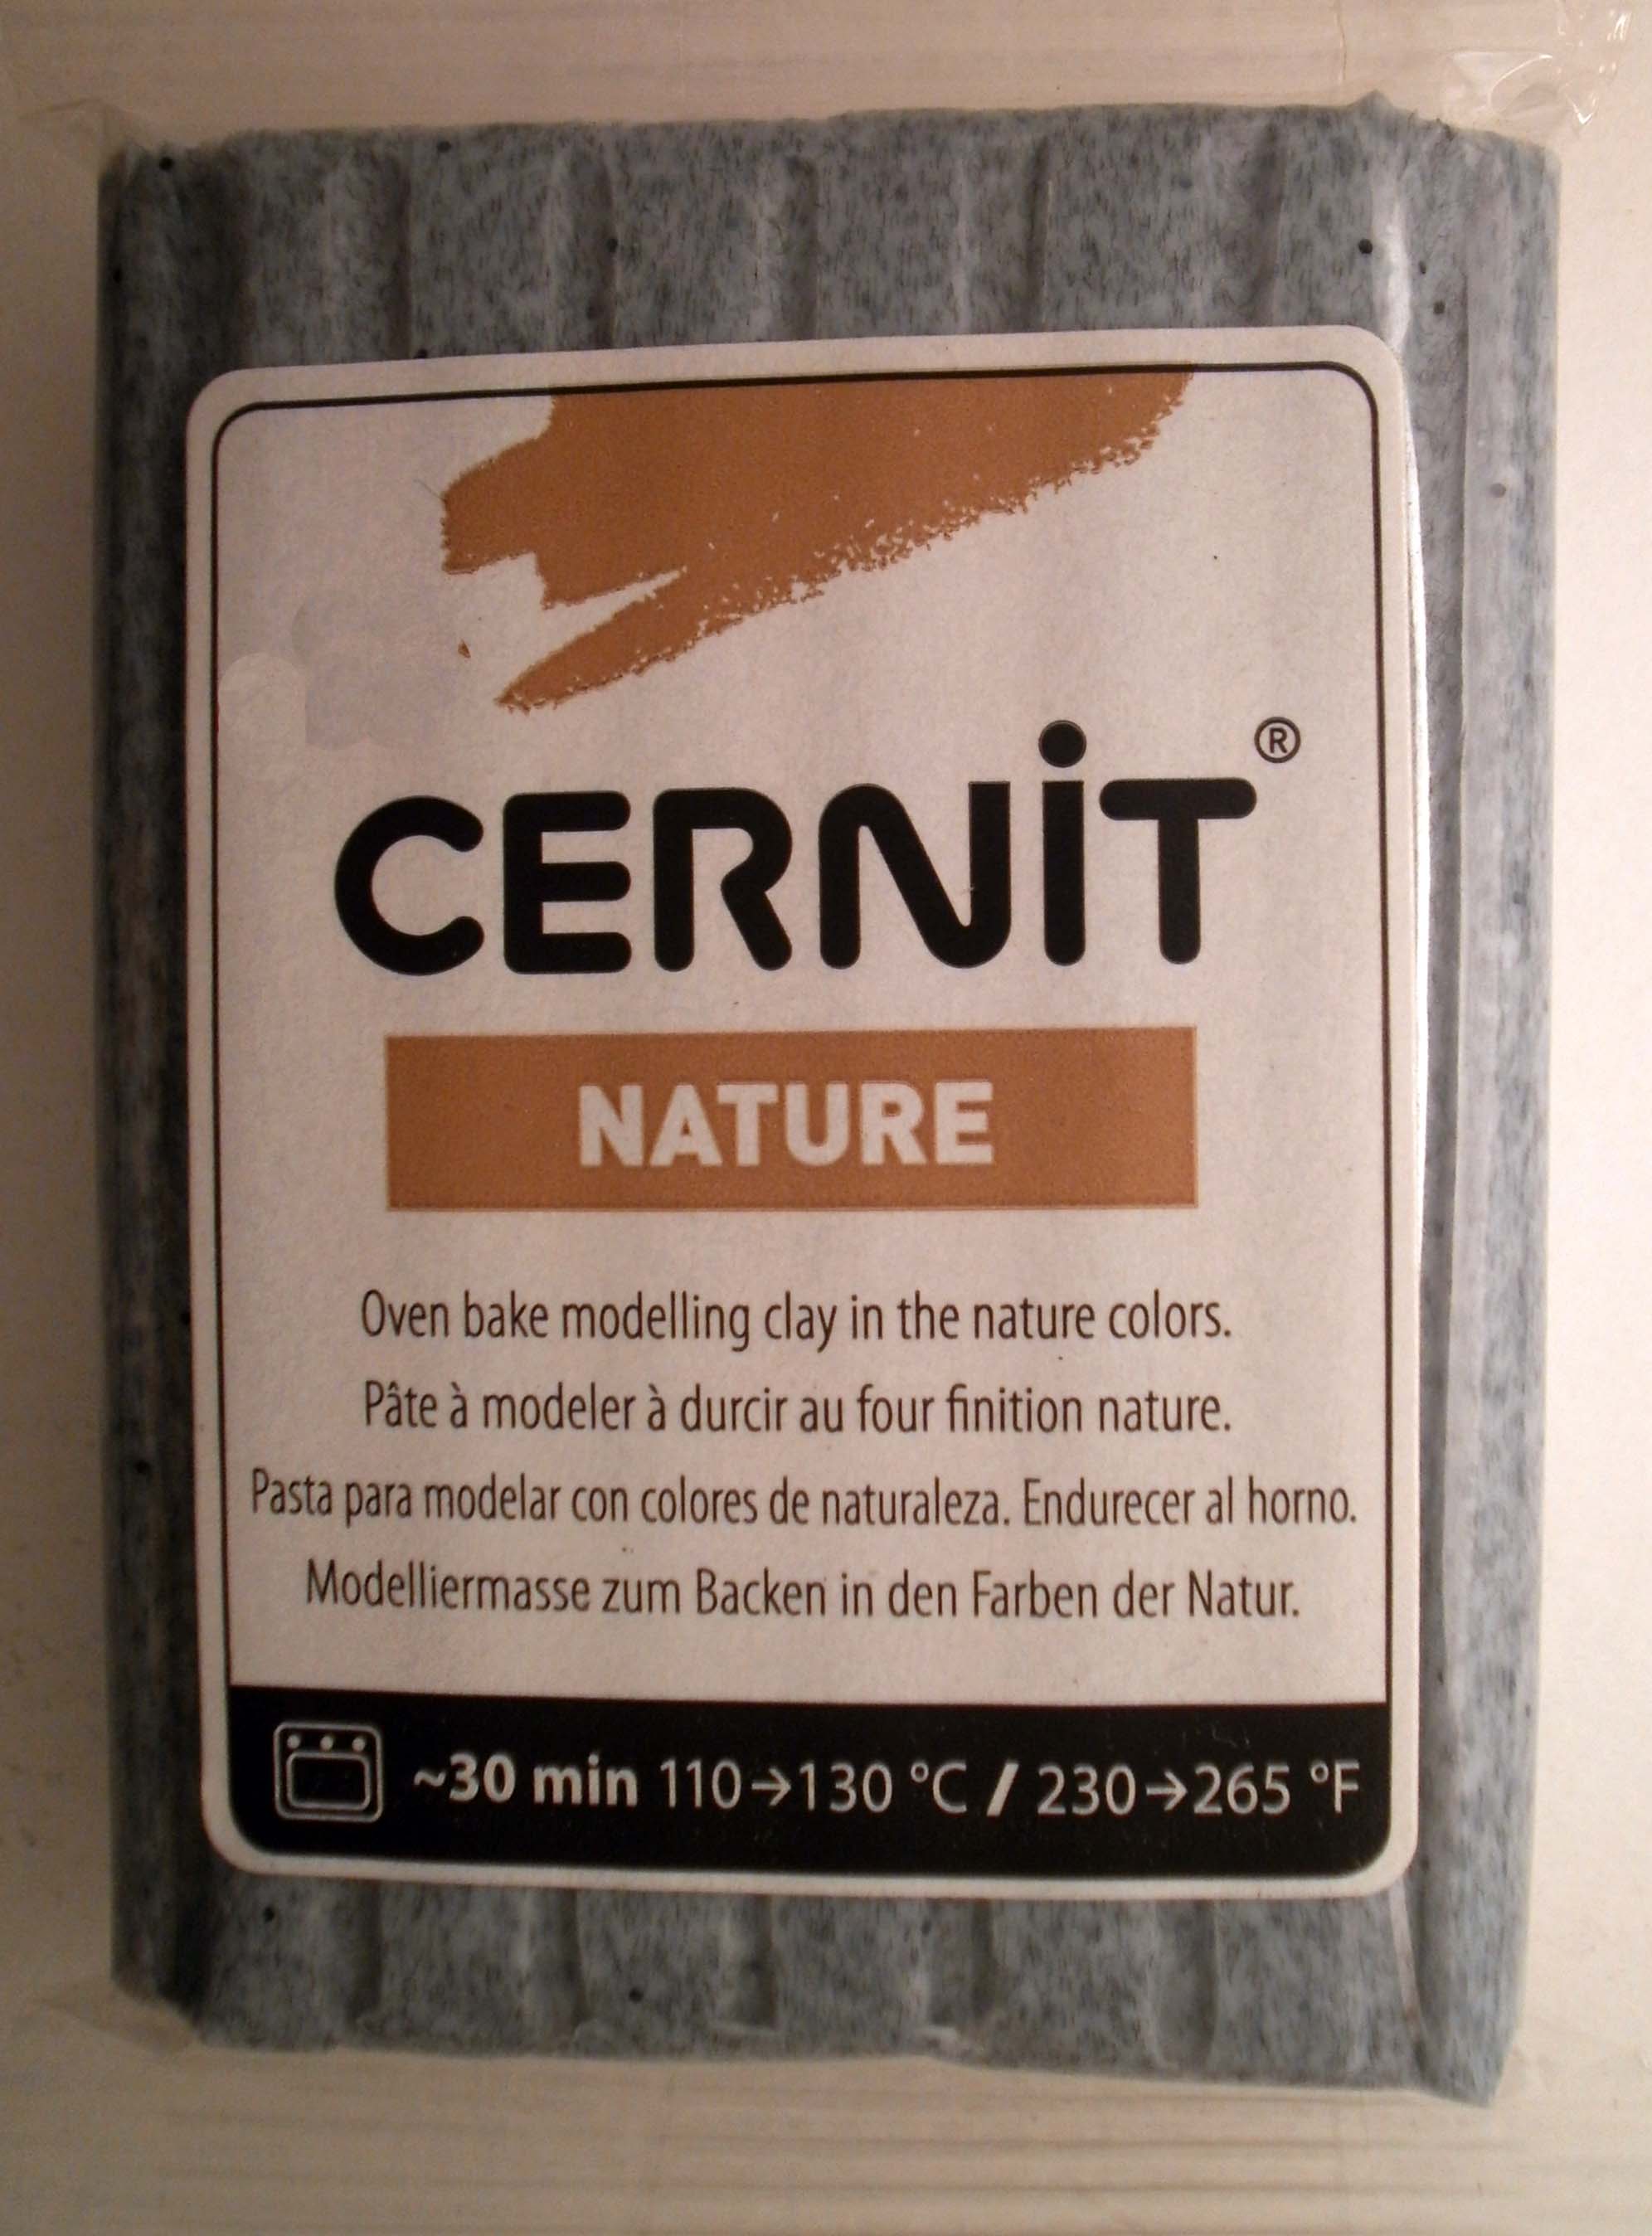 CERNiT®
NATURE
Oven bake modelling clay in the nature colors.
Pâte à modeler à durcir au four finition nature.
Pasta para modelar con colores de naturaleza. Endurecer al horno.
Modelliermasse zum Backen in den Farben der Natur.
~30 min 110→130 °C / 230→265 °F